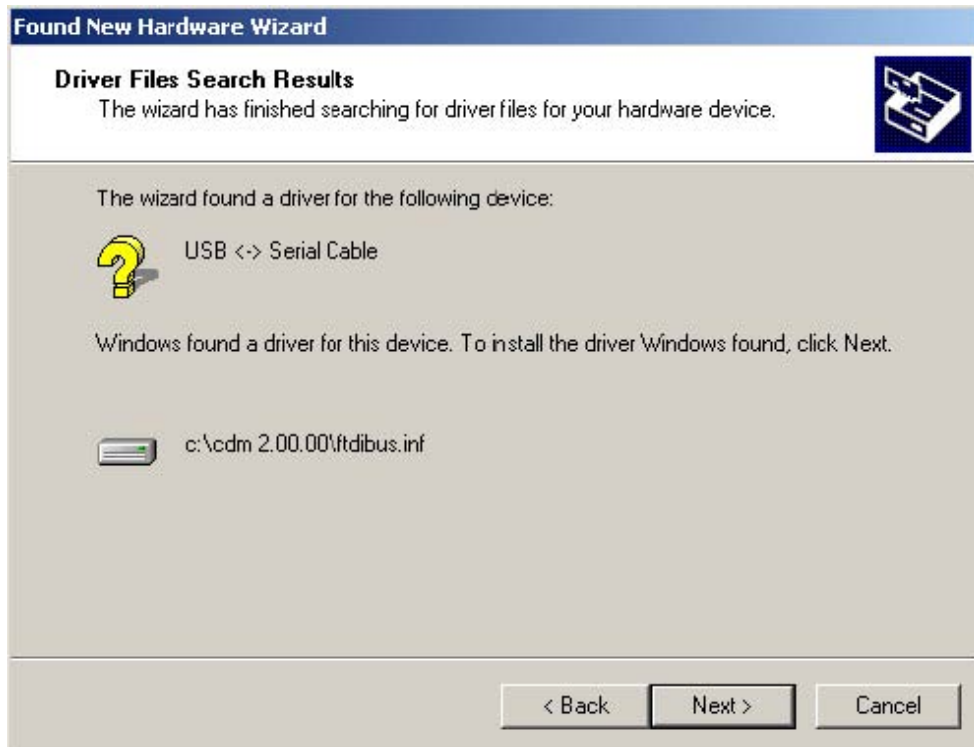 Found New Hardware Wizard
Driver Files Search Results
The wizard has finished searching for driver files for your hardware device.
The wizard found a driver for the following device:
USB <-> Serial Cable
Windows found a driver for this device. To install the driver Windows found, click Next.
c:\cdm 2.00.00\ftdibus.inf
< Back Next > Cancel